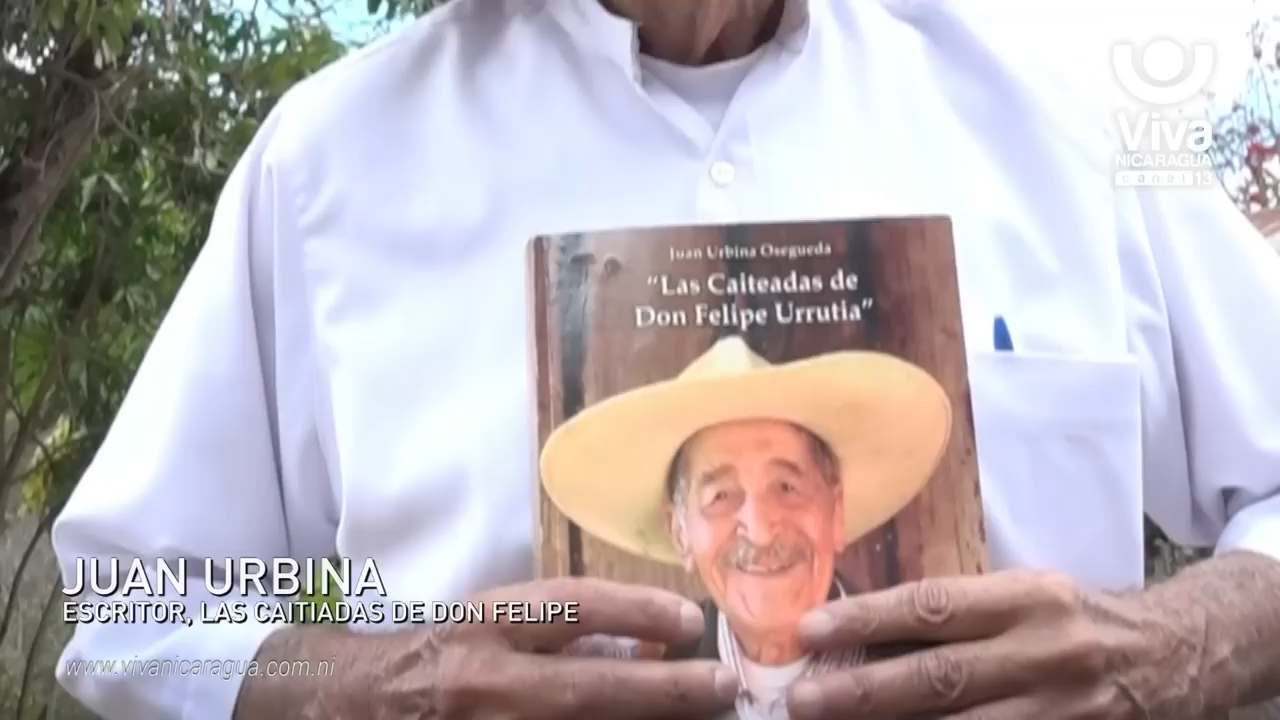 Viva
NICARAGUA
canal 13
Juan Urbina Osegueda
“Las Caiteadas de
Don Felipe Urrutia”
JUAN URBINA
ESCRITOR, LAS CAITIADAS DE DON FELIPE
www.vivanicaragua.com.ni